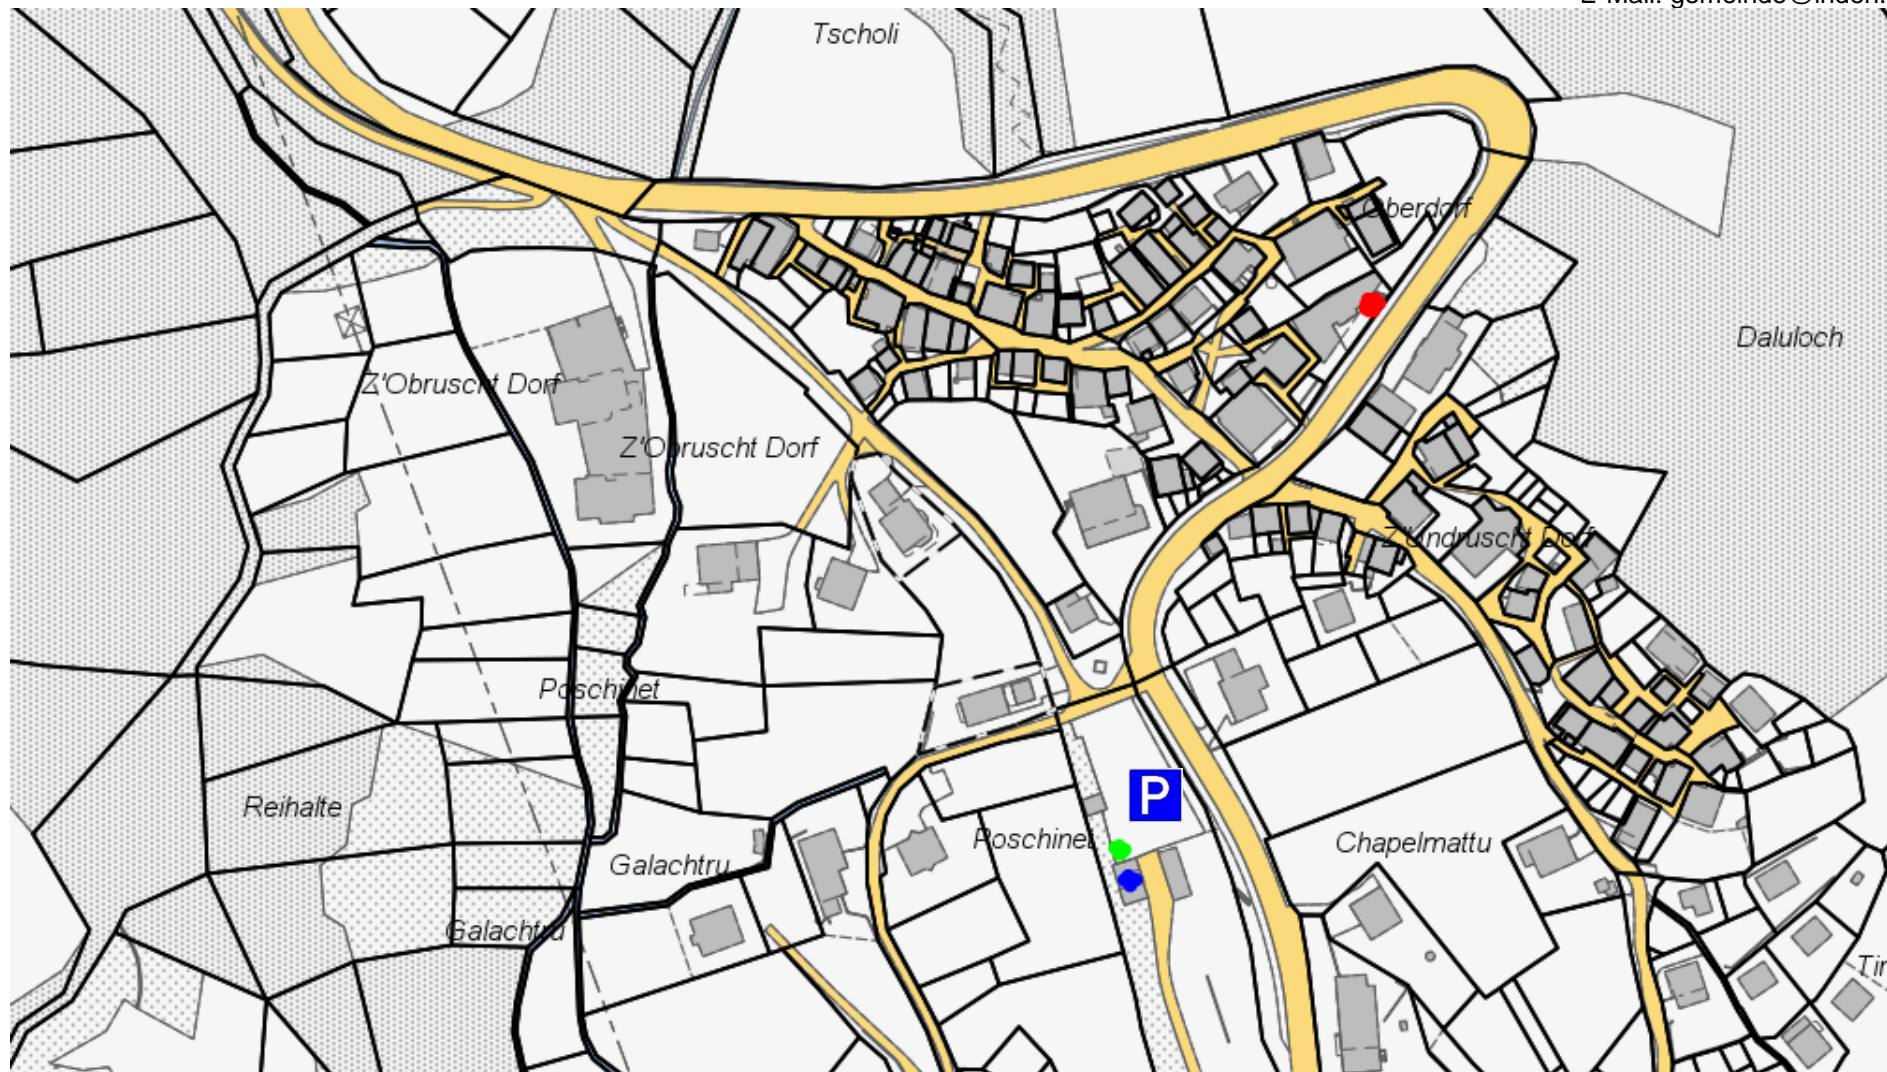 Tscholi
Oberdorf
Daluloch
Z'Obruscht Dorf
Z'Obruscht Dorf
Z'Undruscht Dorf
Poschinet
P
Reihalte
Poschinet
Chapelmattu
Galachtru
Galachtru